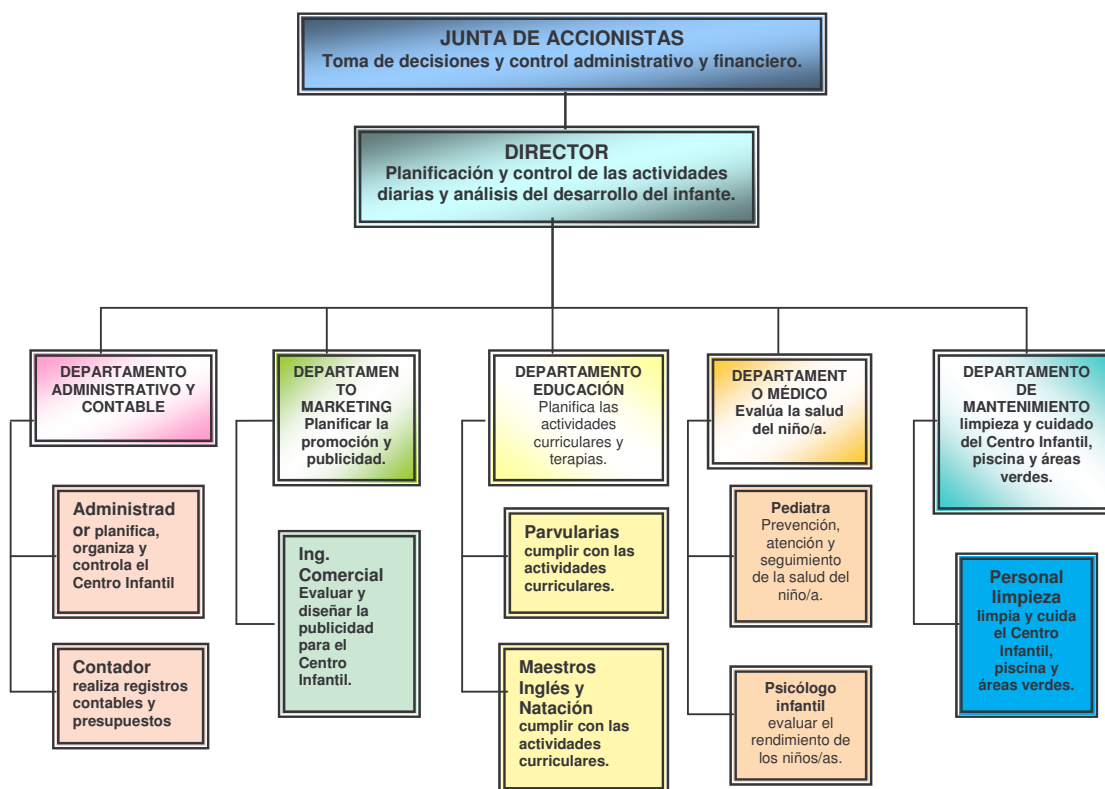 JUNTA DE ACCIONISTAS
Toma de decisiones y control administrativo y financiero.
DIRECTOR
Planificación y control de las actividades
diarias y análisis del desarrollo del infante.
DEPARTAMENTO
ADMINISTRATIVO Y
CONTABLE
DEPARTAMEN
TO
MARKETING
Planificar la
promoción y
publicidad.
DEPARTAMENTO
EDUCACIÓN
Planifica las
actividades
curriculares y
terapias.
DEPARTAMENT
O MÉDICO
Evalúa la salud
del niño/a.
DEPARTAMENTO
DE
MANTENIMIENTO
limpieza y cuidado
del Centro Infantil,
piscina y áreas
verdes.
Administrad
or planifica,
organiza y
controla el
Centro Infantil
Contador
realiza registros
contables y
presupuestos
Ing.
Comercial
Evaluar y
diseñar la
publicidad
para el
Centro
Infantil.
Parvularias
cumplir con las
actividades
curriculares.
Maestros
Inglés y
Natación
cumplir con las
actividades
curriculares.
Pediatra
Prevención,
atención y
seguimiento
de la salud del
niño/a.
Psicólogo
infantil
evaluar el
rendimiento de
los niños/as.
Personal
limpieza
limpia y cuida
el Centro
Infantil,
piscina y
áreas verdes.